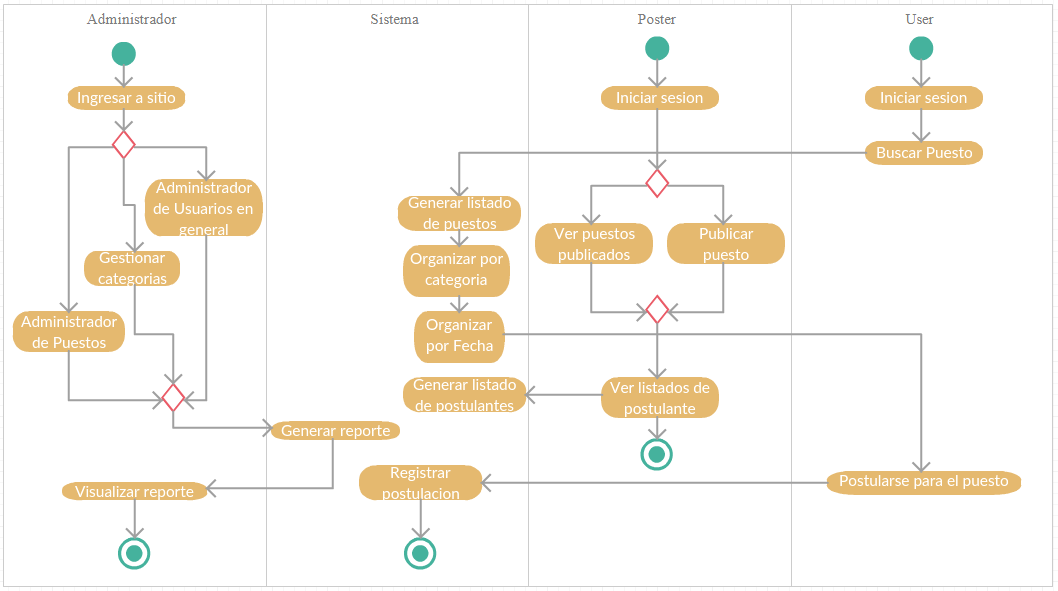 Administrador
Sistema
Poster
User
Ingresar a sitio
Iniciar sesion
Iniciar sesion
Buscar Puesto
Administrador
de Usuarios en
general
Generar listado
de puestos
Ver puestos
publicados
Publicar
puesto
Gestionar
categorias
Organizar por
categoria
Administrador
de Puestos
Organizar
por Fecha
Generar listado
de postulantes
Ver listados de
postulante
Generar reporte
Visualizar reporte
Registrar
postulacion
Postularse para el puesto